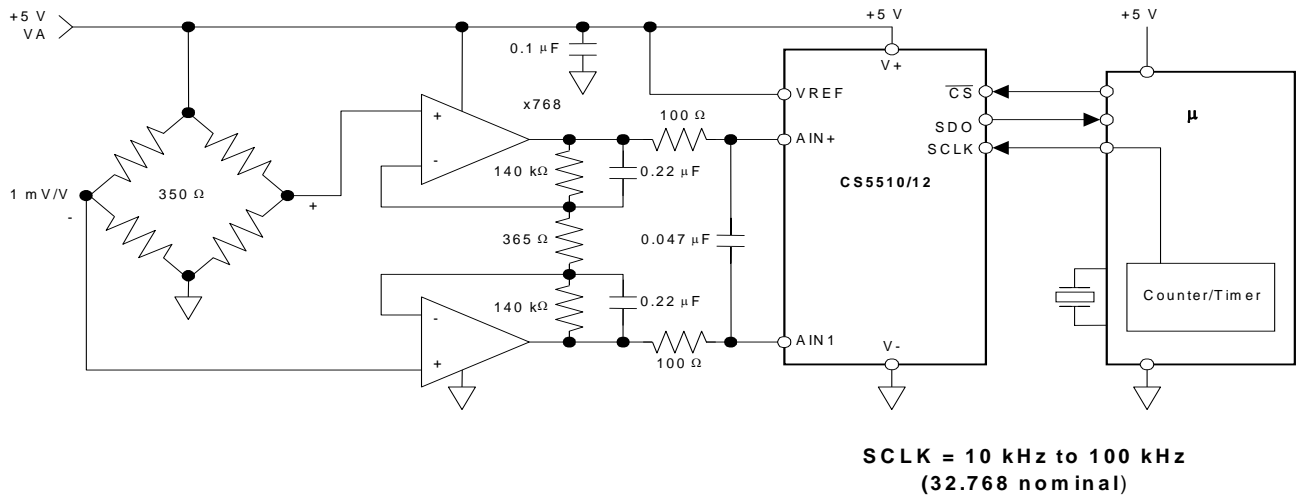 +5 V
VA
+5 V
+5 V
0.1 µF
V+
x768
VREF
CS
µ
+
100 Ω
SDO
-
140 kΩ
0.22 µF
AIN+
SCLK
1 mV/V
350 Ω
CS5510/12
-
+
365 Ω
0.047 µF
140 kΩ
0.22 µF
Counter/Timer
-
+
100 Ω
AIN1
V-
SCLK = 10 kHz to 100 kHz
(32.768 nominal)